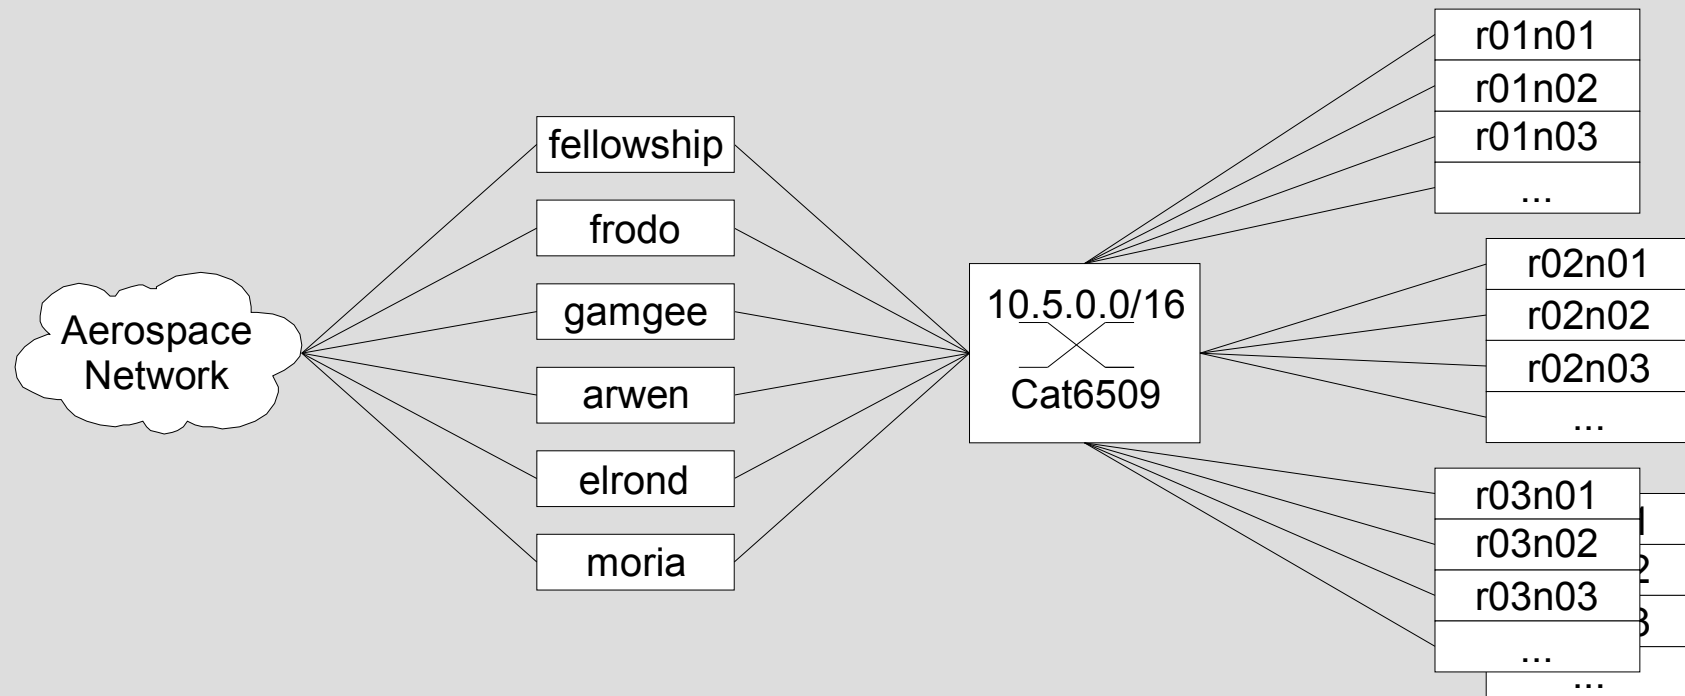 Aerospace
Network
fellowship
frodo
gamgee
arwen
elrond
moria
10.5.0.0/16
Cat6509
r01n01
r01n02
r01n03
...
r02n01
r02n02
r02n03
...
r03n01
r03n02
r03n03
...
...